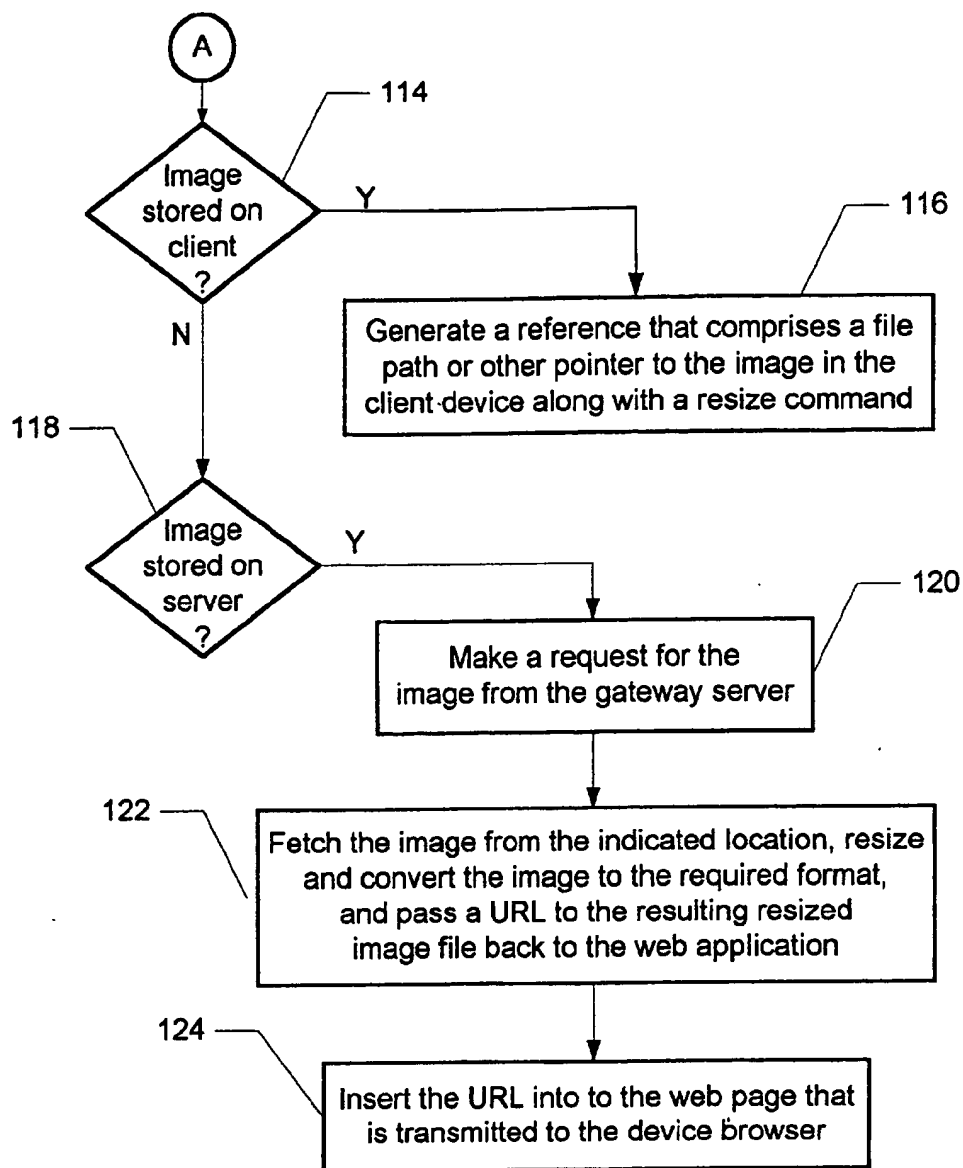 A
114
Image
stored on
client
?
Y
N
116
Generate a reference that comprises a file
path or other pointer to the image in the
client device along with a resize command
118
Image
stored on
server
?
Y
120
Make a request for the
image from the gateway server
122
Fetch the image from the indicated location, resize
and convert the image to the required format,
and pass a URL to the resulting resized
image file back to the web application
124
Insert the URL into to the web page that
is transmitted to the device browser